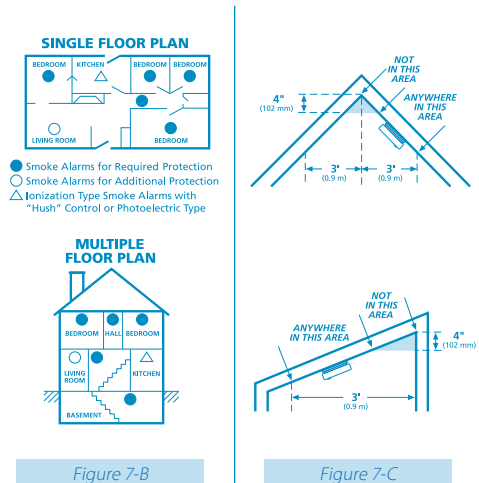 SINGLE FLOOR PLAN
BEDROOM KITCHEN BEDROOM BEDROOM
LIVING ROOM BEDROOM
Smoke Alarms for Required Protection
Smoke Alarms for Additional Protection
Ionization Type Smoke Alarms with
"Hush" Control or Photoelectric Type
MULTIPLE
FLOOR PLAN
BEDROOM HALL BEDROOM
LIVING
ROOM
KITCHEN
BASEMENT
Figure 7-B
NOT
IN THIS
AREA
ANYWHERE
IN THIS
AREA
4"
(102 mm)
3' 3'
(0.9 m) (0.9 m)
NOT
IN THIS
AREA
ANYWHERE
IN THIS AREA
4"
(102 mm)
3'
(0.9 m)
Figure 7-C